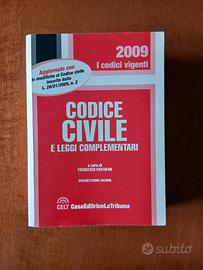 2009
I codici vigenti
Aggiornato con
le modifiche al Codice civile
inserite dalla
L. 28/01/2009, n. 2
CODICE
CIVILE
E LEGGI COMPLEMENTARI
a cura di
FRANCESCO BARTOLINI
EDIZIONE
CELT
CasaEditriceLaTribuna
subito